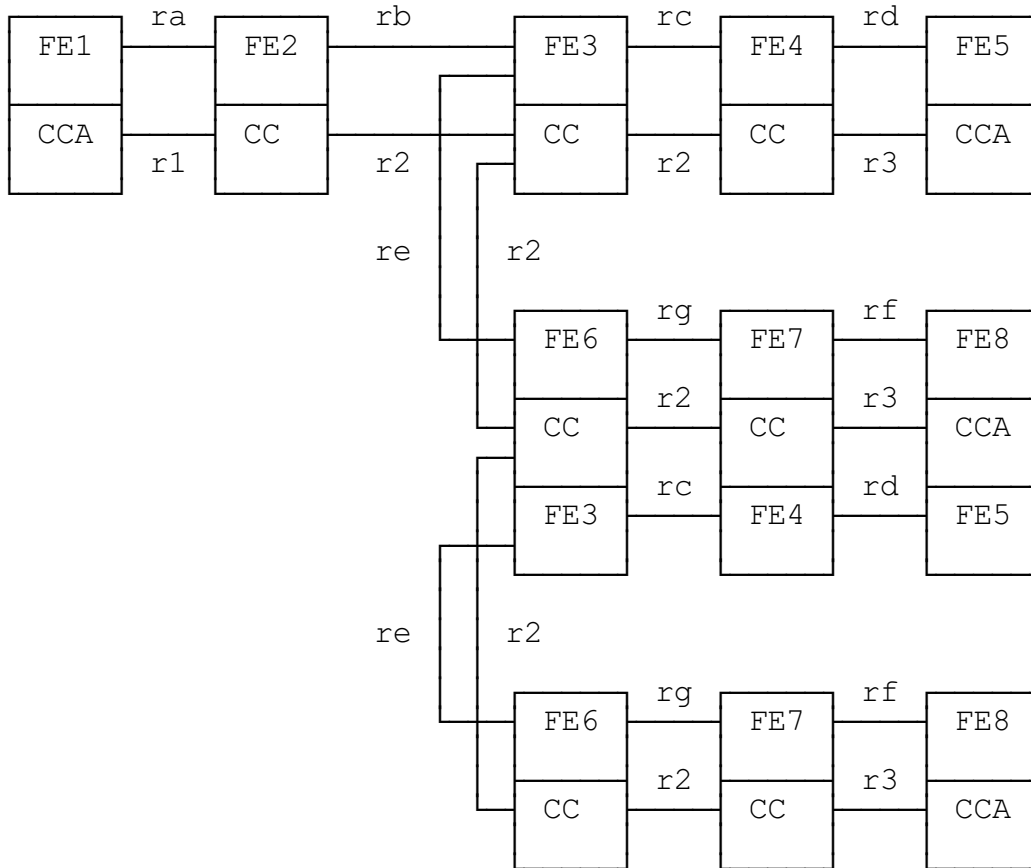 ra rb rc rd
FE1 FE2 FE3 FE4 FE5
CCA CC CC CC CCA
r1 r2 r2 r3
re r2
rg rf
FE6 FE7 FE8
r2 r3
CC CC CCA
rc rd
FE3 FE4 FE5
re r2
rg rf
FE6 FE7 FE8
r2 r3
CC CC CCA